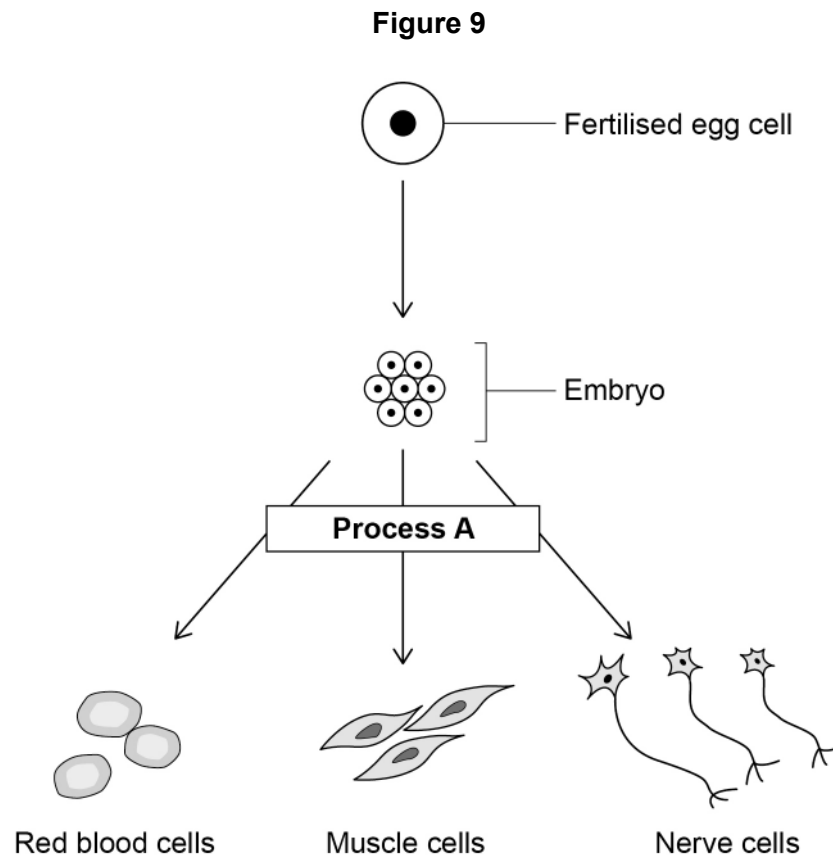 Figure 9
Fertilised egg cell
Embryo
Process A
Red blood cells
Muscle cells
Nerve cells